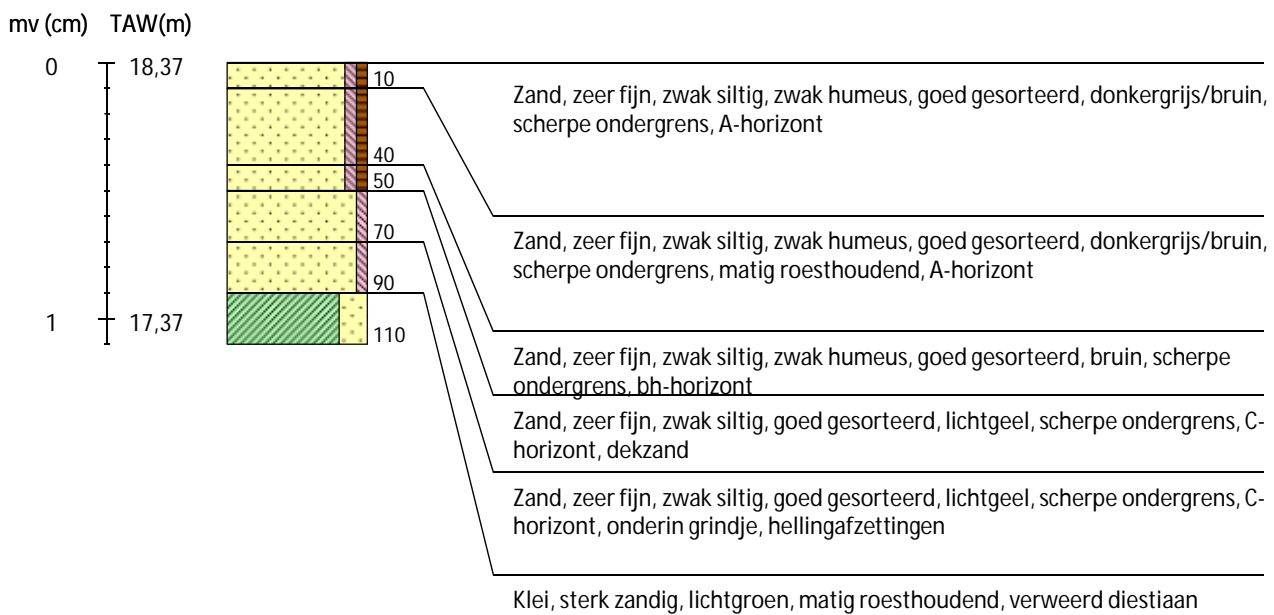 mv (cm) TAW(m)
0 18,37
10
40
50
70
90
1 17,37
110
Zand, zeer fijn, zwak siltig, zwak humeus, goed gesorteerd, donkergrijs/bruin,
scherpe ondergrens, A-horizont
Zand, zeer fijn, zwak siltig, zwak humeus, goed gesorteerd, donkergrijs/bruin,
scherpe ondergrens, matig roesthoudend, A-horizont
Zand, zeer fijn, zwak siltig, zwak humeus, goed gesorteerd, bruin, scherpe
ondergrens, bh-horizont
Zand, zeer fijn, zwak siltig, goed gesorteerd, lichtgeel, scherpe ondergrens, C-
horizont, dekzand
Zand, zeer fijn, zwak siltig, goed gesorteerd, lichtgeel, scherpe ondergrens, C-
horizont, onderin grindje, hellingafzettingen
Klei, sterk zandig, lichtgroen, matig roesthoudend, verweerd diestiaan